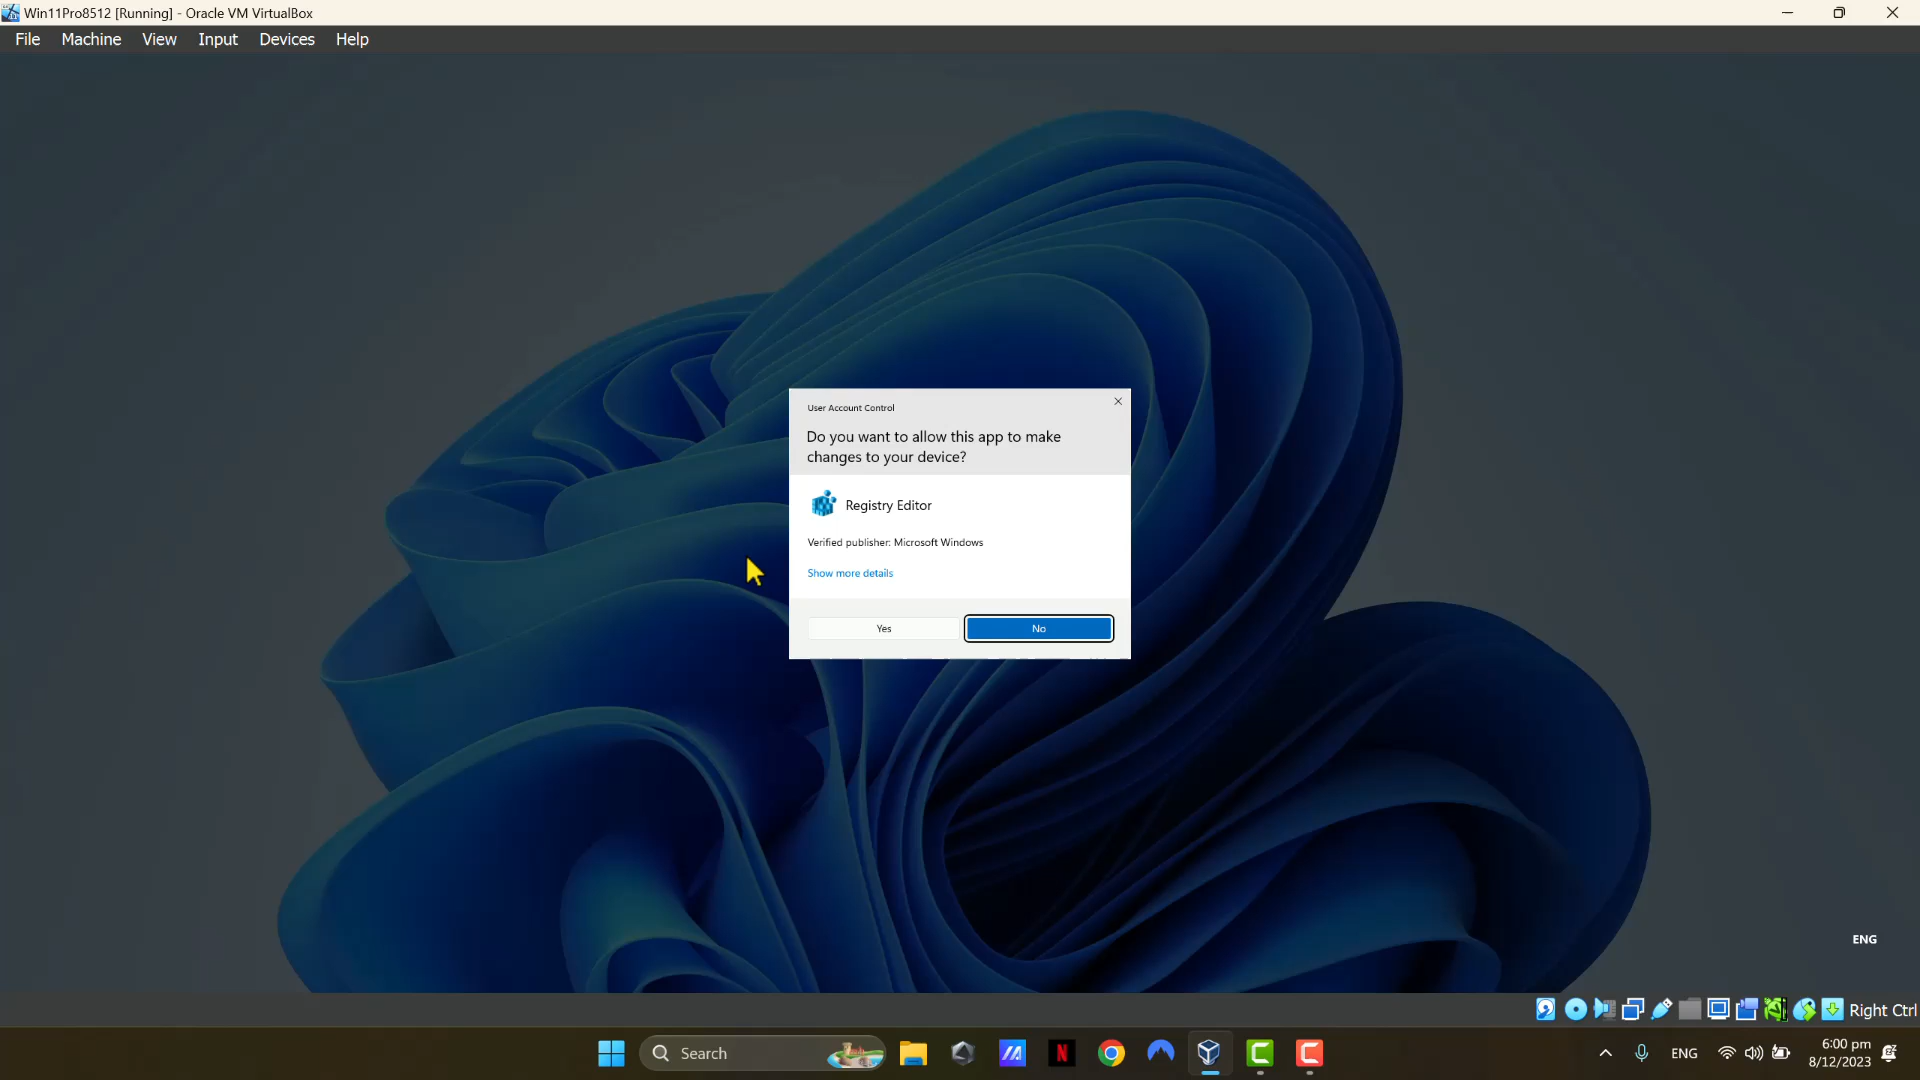 Win11Pro8512 [Running] - Oracle VM VirtualBox
File Machine View Input Devices Help
User Account Control
Do you want to allow this app to make
changes to your device?
Registry Editor
Verified publisher: Microsoft Windows
Show more details
Yes No
ENG
Right Ctrl
Search
N
ENG
6:00 pm
8/12/2023